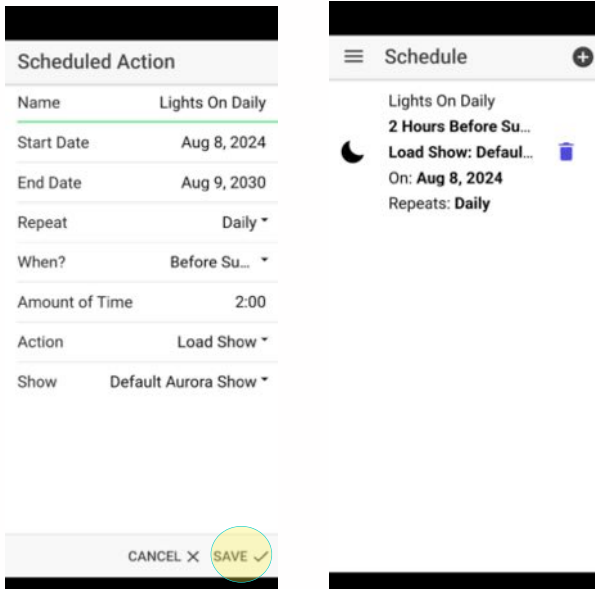 Scheduled Action
Name Lights On Daily
Start Date Aug 8, 2024
End Date Aug 9, 2030
Repeat Daily
When? Before Su...
Amount of Time 2:00
Action Load Show
Show Default Aurora Show
CANCEL SAVE
Schedule
Lights On Daily
2 Hours Before Su...
Load Show: Defaul...
On: Aug 8, 2024
Repeats: Daily